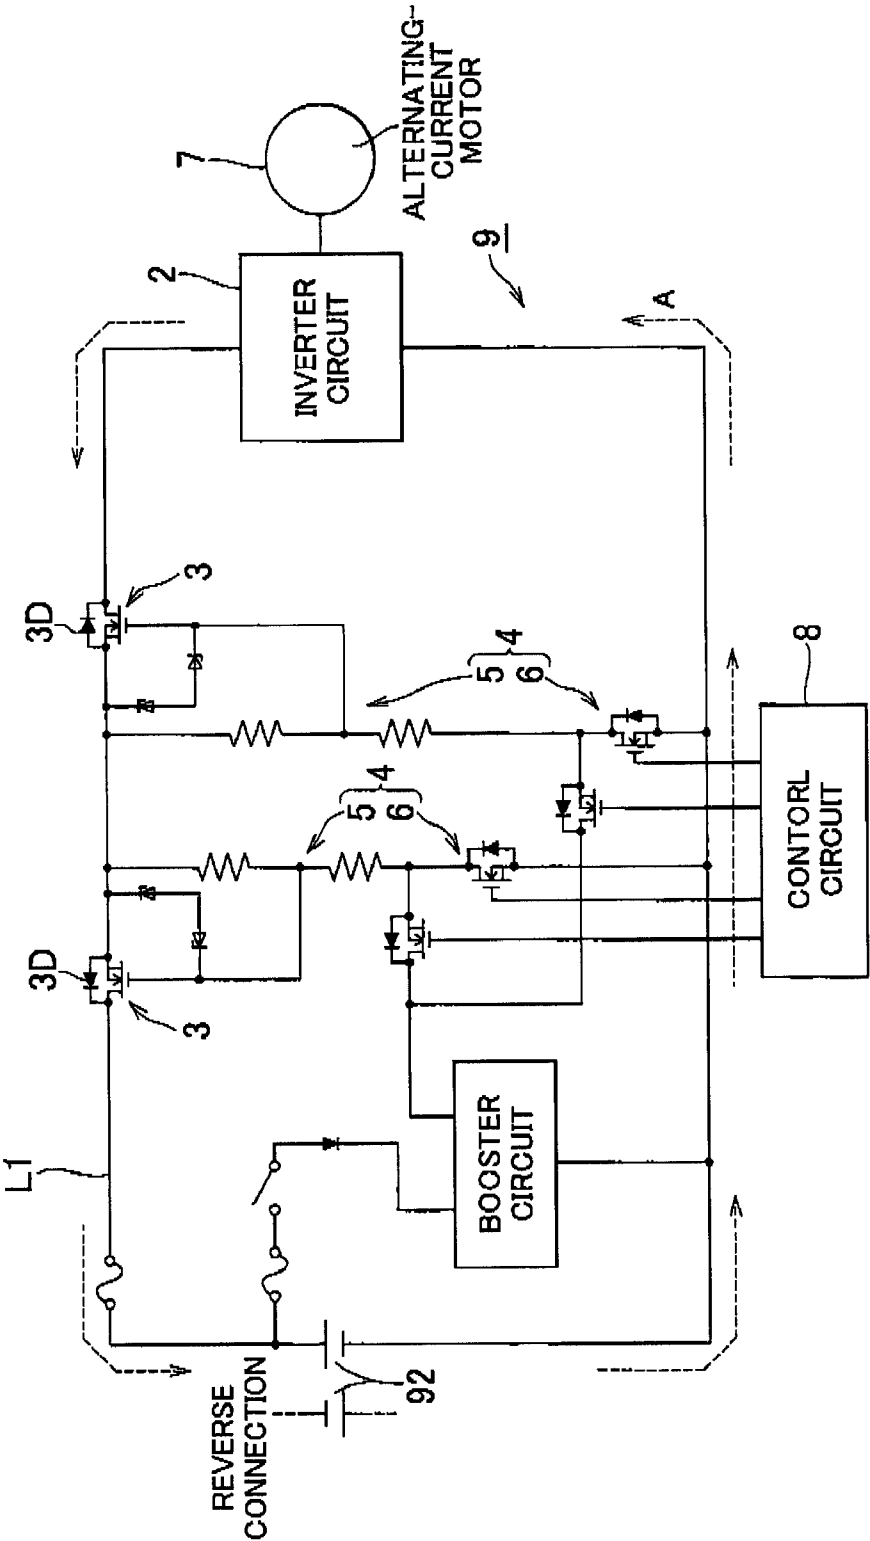 L1
3D
3
3D
3
2
7
INVERTER
CIRCUIT
ALTERNATING-
CURRENT
MOTOR
9
A
4
5
6
4
5
6
8
CONTORL
CIRCUIT
BOOSTER
CIRCUIT
REVERSE
CONNECTION
92